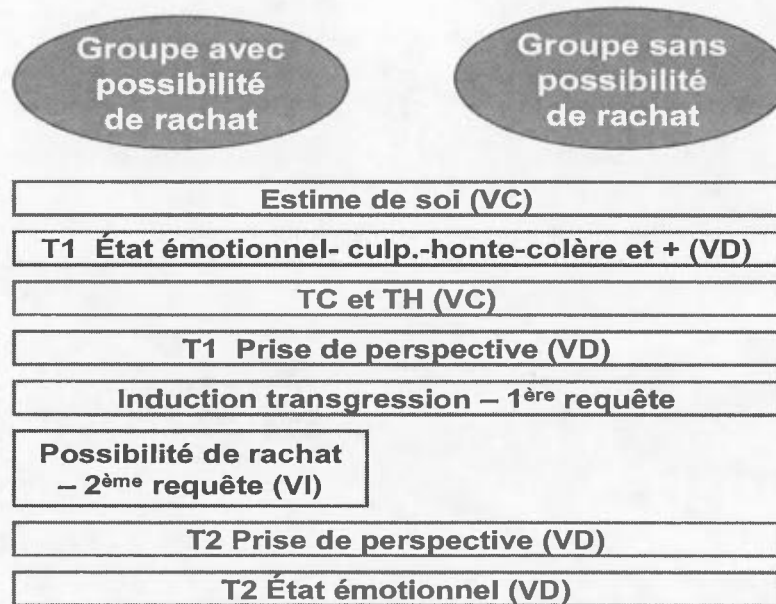 Groupe avec
possibilité
de rachat
Groupe sans
possibilité
de rachat
Estime de soi (VC)
T1 État émotionnel- culp.-honte-colère et + (VD)
TC et TH (VC)
T1 Prise de perspective (VD)
Induction transgression – 1ère requête
Possibilité de rachat
– 2ème requête (VI)
T2 Prise de perspective (VD)
T2 État émotionnel (VD)